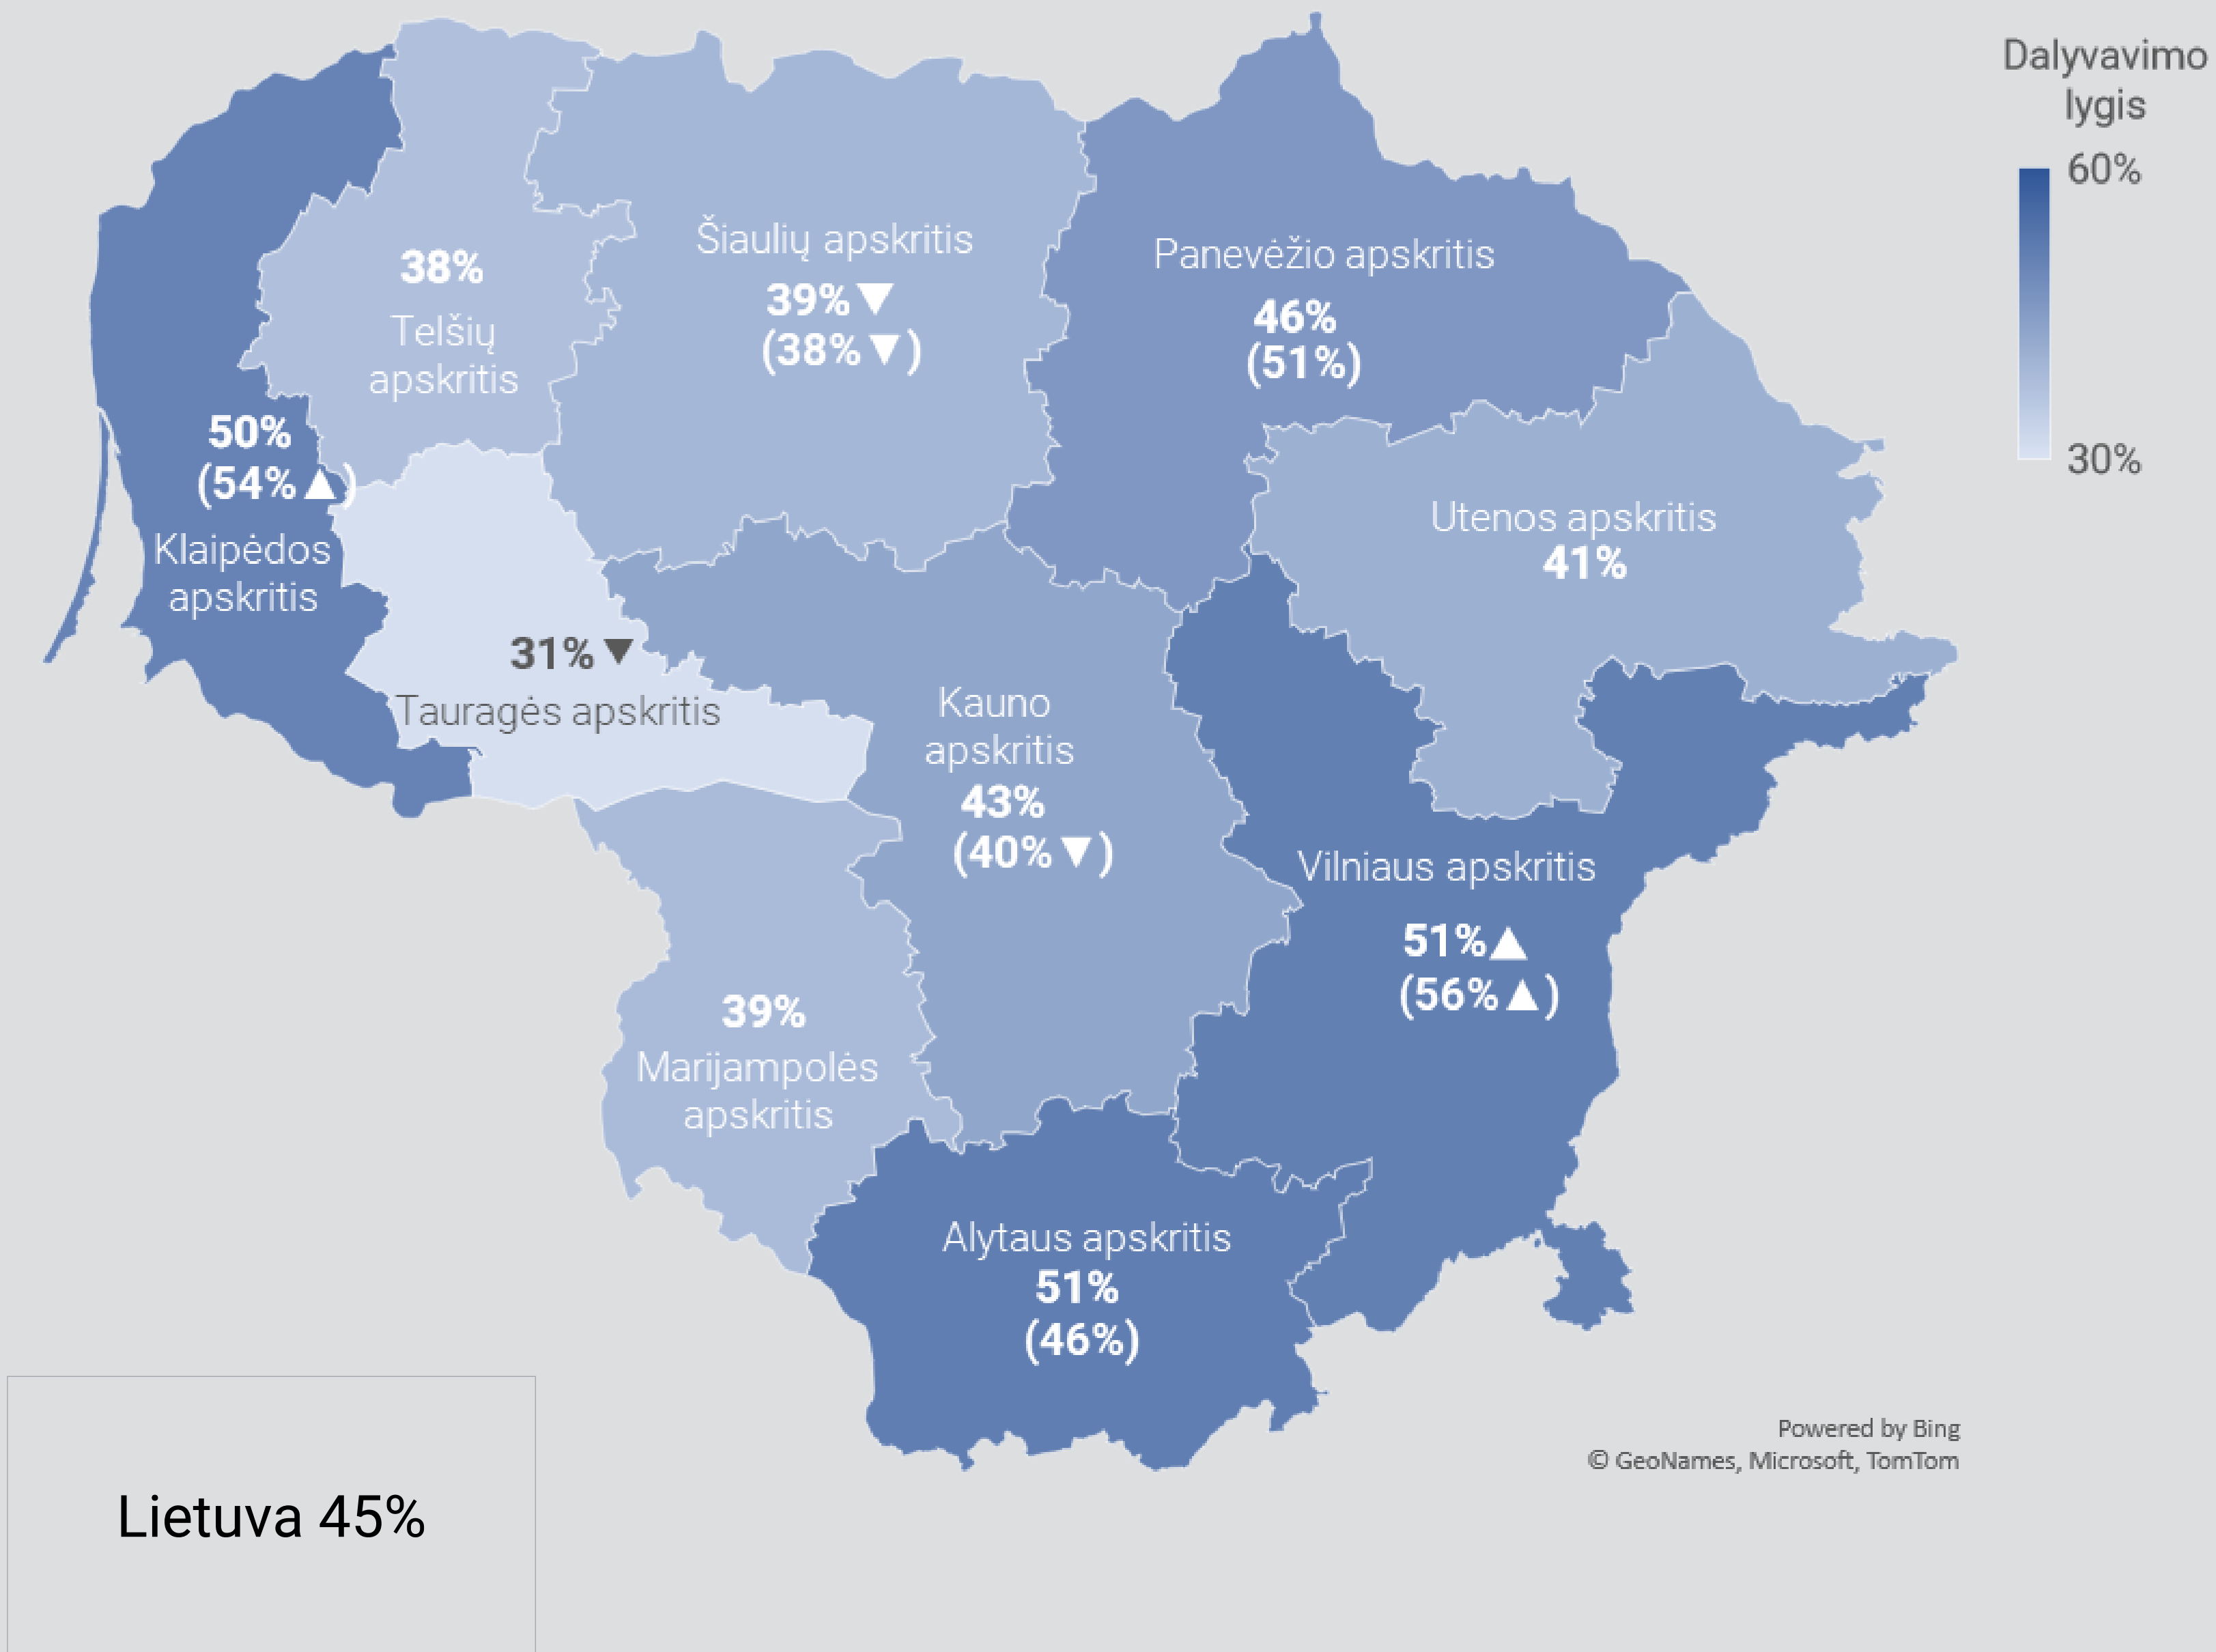 Dalyvavimo
lygis
60%
30%
38%
Telšių
apskritis
Šiaulių apskritis
39% ▼
(38% ▼)
Panevėžio apskritis
46%
(51%)
50%
(54% ▲)
Klaipėdos
apskritis
Utenos apskritis
41%
31% ▼
Tauragės apskritis
Kauno
apskritis
43%
(40% ▼)
Vilniaus apskritis
51% ▲
(56% ▲)
39%
Marijampolės
apskritis
Alytaus apskritis
51%
(46%)
Lietuva 45%
Powered by Bing
© GeoNames, Microsoft, TomTom